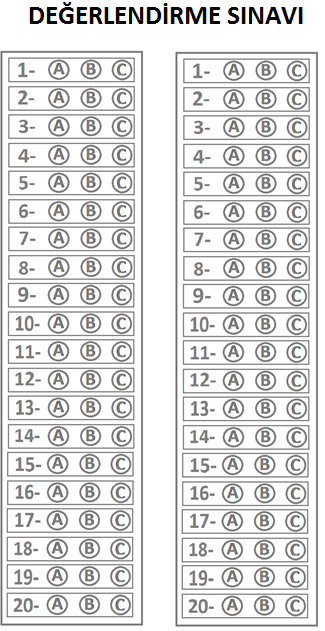 DEĞERLENDİRME SINAVI
1- A B C
2- A B C
3- A B C
4- A B C
5- A B C
6- A B C
7- A B C
8- A B C
9- A B C
10- A B C
11- A B C
12- A B C
13- A B C
14- A B C
15- A B C
16- A B C
17- A B C
18- A B C
19- A B C
20- A B C
1- A B C
2- A B C
3- A B C
4- A B C
5- A B C
6- A B C
7- A B C
8- A B C
9- A B C
10- A B C
11- A B C
12- A B C
13- A B C
14- A B C
15- A B C
16- A B C
17- A B C
18- A B C
19- A B C
20- A B C